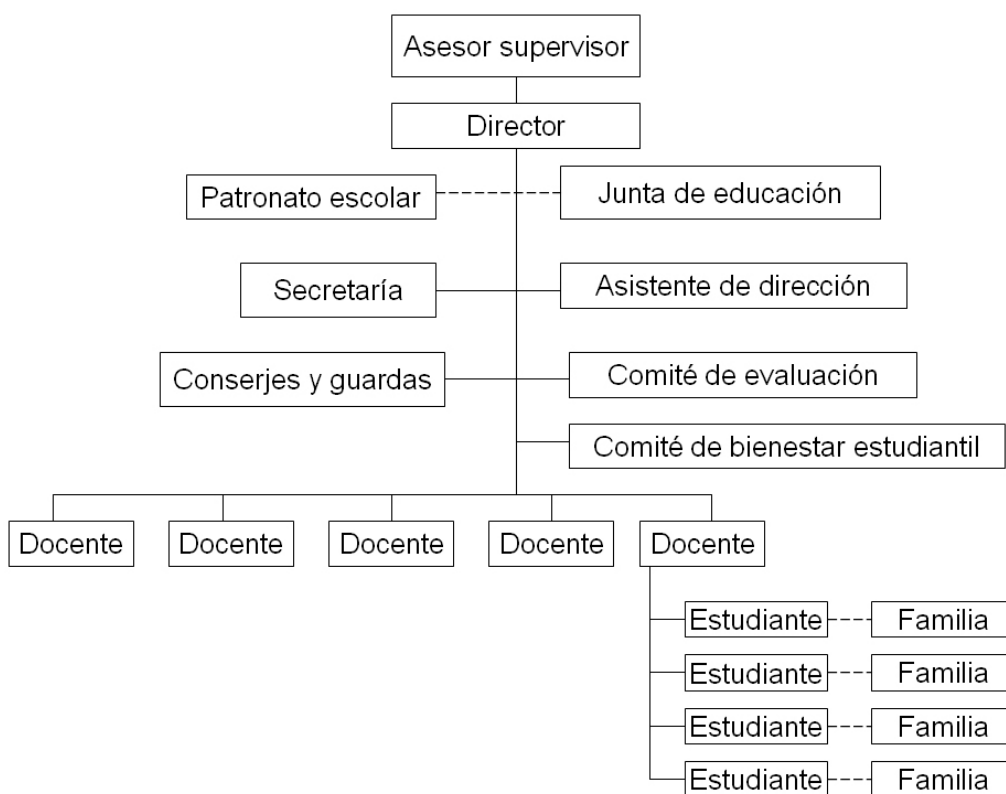 Asesor supervisor
Director
Patronato escolar
Junta de educación
Secretaría
Asistente de dirección
Conserjes y guardas
Comité de evaluación
Comité de bienestar estudiantil
Docente
Docente
Docente
Docente
Docente
Estudiante
Familia
Estudiante
Familia
Estudiante
Familia
Estudiante
Familia